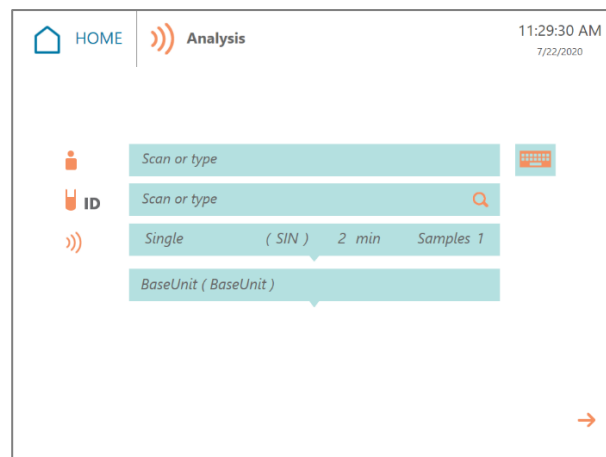 HOME
Analysis
11:29:30 AM
7/22/2020
Scan or type
ID
Scan or type
Single ( SIN ) 2 min Samples 1
BaseUnit ( BaseUnit )